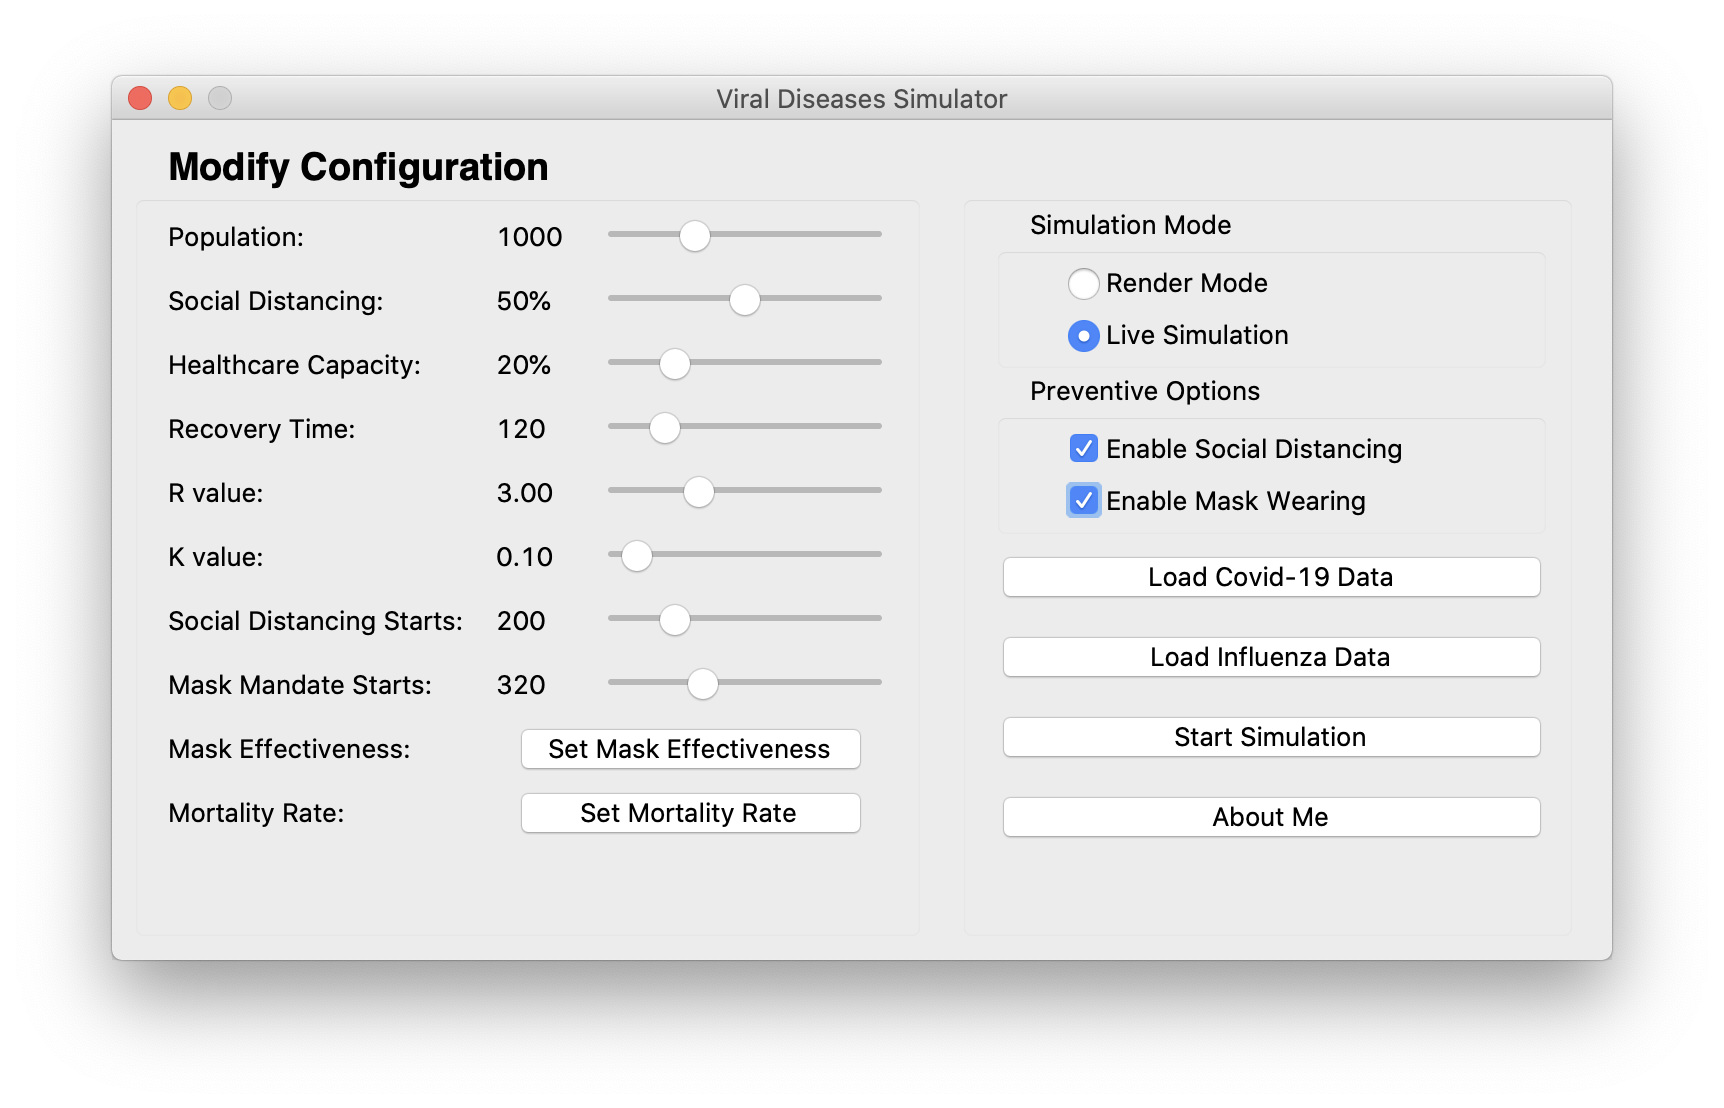 Viral Diseases Simulator
Modify Configuration
Population: 1000
Social Distancing: 50%
Healthcare Capacity: 20%
Recovery Time: 120
R value: 3.00
K value: 0.10
Social Distancing Starts: 200
Mask Mandate Starts: 320
Mask Effectiveness: Set Mask Effectiveness
Mortality Rate: Set Mortality Rate
Simulation Mode
Render Mode
Live Simulation
Preventive Options
Enable Social Distancing
Enable Mask Wearing
Load Covid-19 Data
Load Influenza Data
Start Simulation
About Me